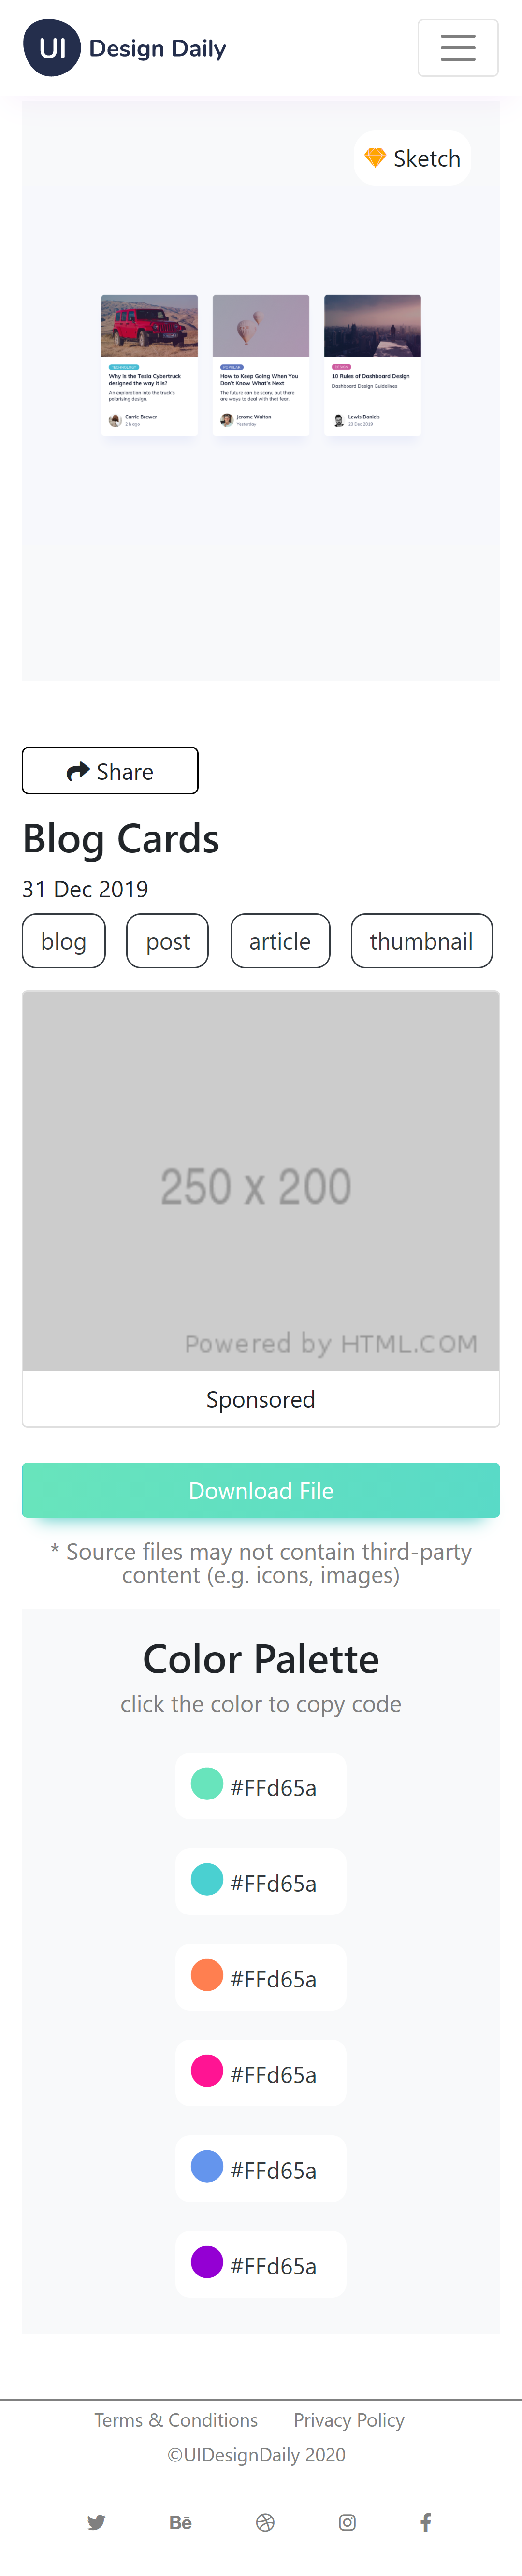 UI Design Daily
Sketch
TECHNOLOGY
Why is the Tesla Cybertruck
designed the way it is?
An exploration into the truck's
polarising design.
Carrie Brewer
2 h ago
POPULAR
How to Keep Going When You
Don't Know What's Next
The future can be scary, but there
are ways to deal with that fear.
Jerome Walton
Yesterday
DESIGN
10 Rules of Dashboard Design
Dashboard Design Guidelines
Lewis Daniels
23 Dec 2019
Share
Blog Cards
31 Dec 2019
blog post article thumbnail
250 x 200
Powered by HTML.COM
Sponsored
Download File
* Source files may not contain third-party
content (e.g. icons, images)
Color Palette
click the color to copy code
#FFd65a
#FFd65a
#FFd65a
#FFd65a
#FFd65a
#FFd65a
Terms & Conditions Privacy Policy
©UIDesignDaily 2020